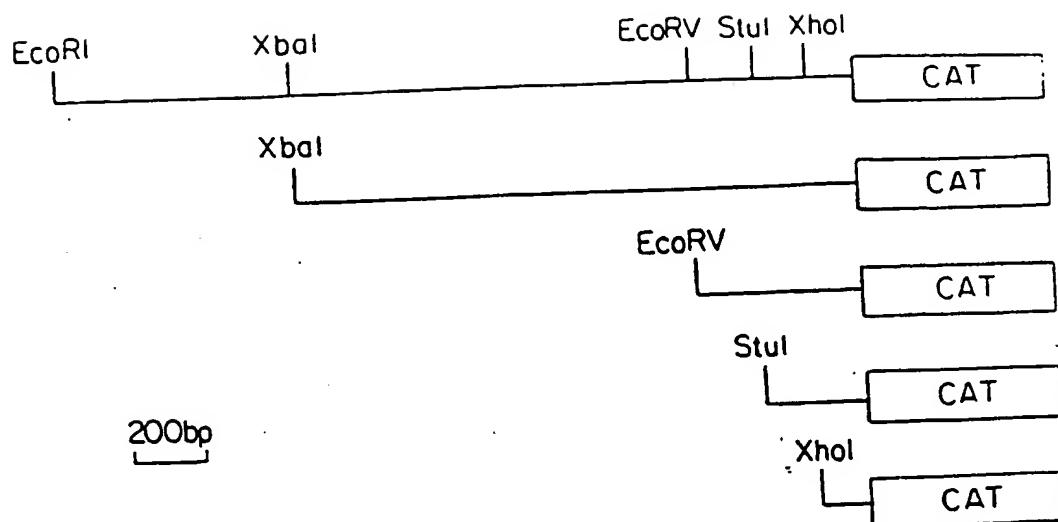 EcoRI XbaI EcoRV StuI XhoI
CAT
XbaI
CAT
EcoRV
CAT
StuI
CAT
200bp
XhoI
CAT